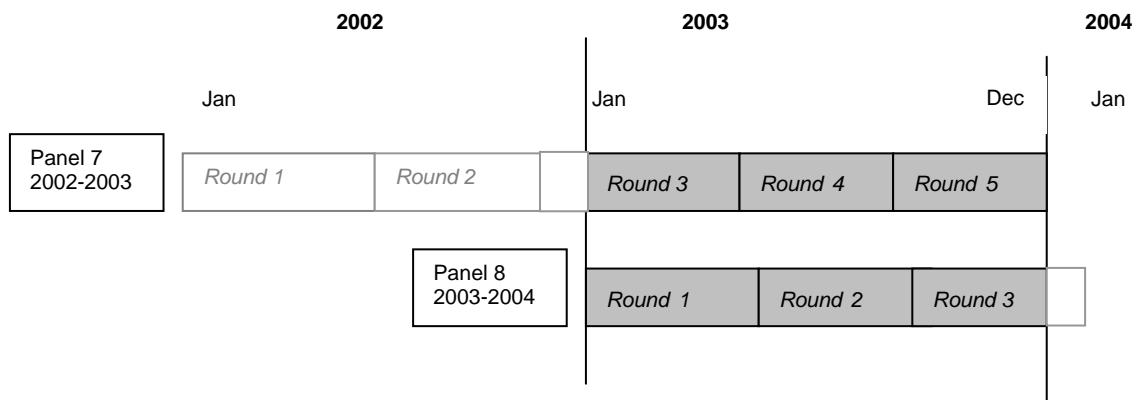 2002 2003 2004
Jan Jan Dec Jan
Panel 7
2002-2003
Round 1 Round 2 Round 3 Round 4 Round 5
Panel 8
2003-2004
Round 1 Round 2 Round 3